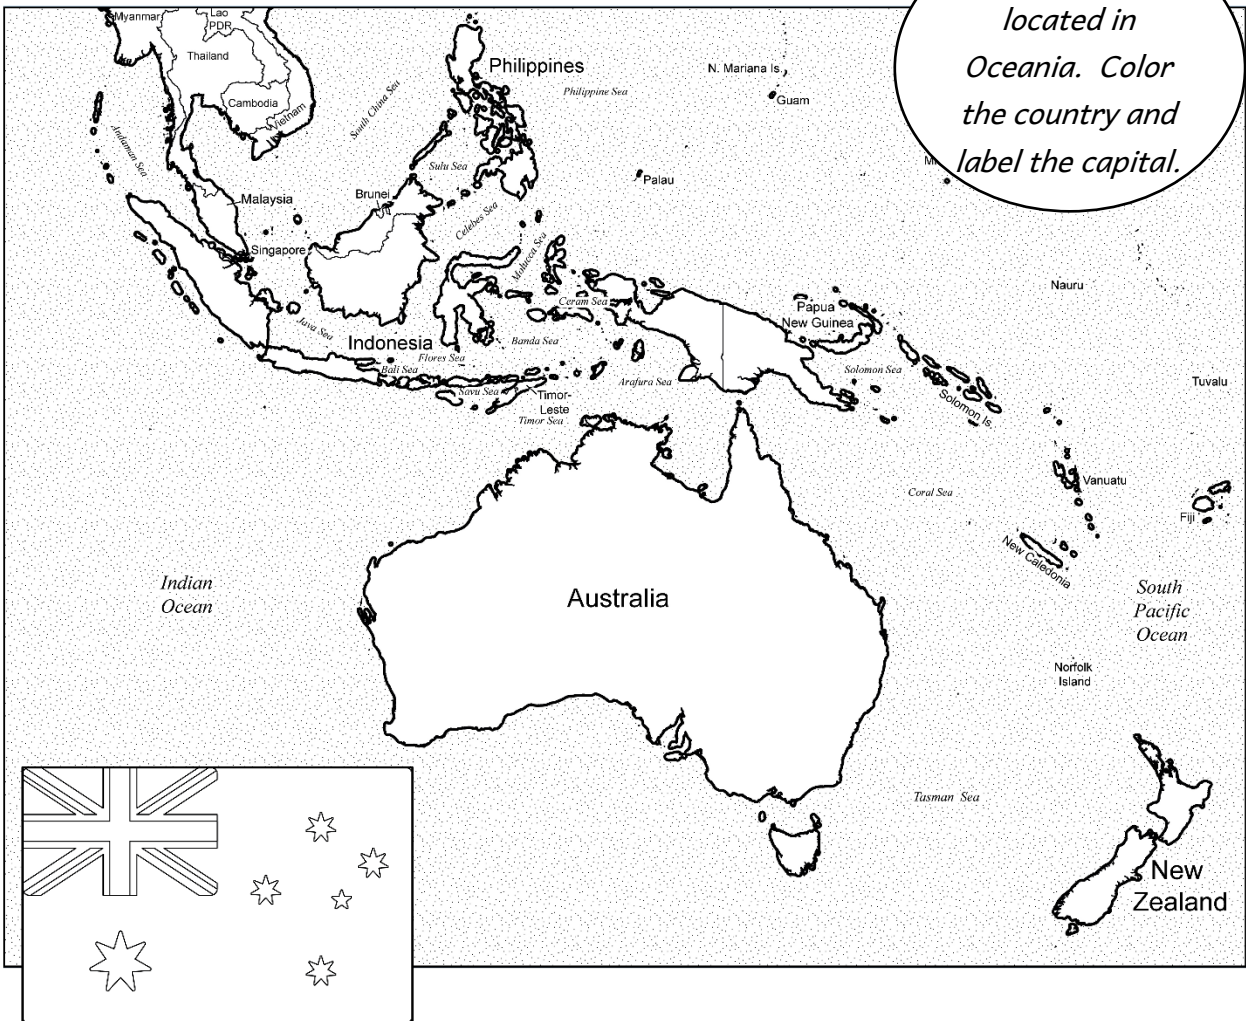 located in
Oceania. Color
the country and
label the capital.
Myanmar
Lao
PDR
Thailand
Cambodia
Vietnam
Andaman Sea
South China Sea
Philippines
Philippine Sea
N. Mariana Is.
Guam
Sulu Sea
Palau
Malaysia
Brunei
Celebes Sea
Singapore
Molucca Sea
Nauru
Ceram Sea
Papua
New Guinea
Java Sea
Indonesia
Flores Sea
Banda Sea
Bali Sea
Savu Sea
Arafura Sea
Solomon Sea
Solomon Is.
Tuvalu
Timor-
Leste
Timor Sea
Vanuatu
Coral Sea
Fiji
New Caledonia
Indian
Ocean
Australia
South
Pacific
Ocean
Norfolk
Island
Tasman Sea
New
Zealand